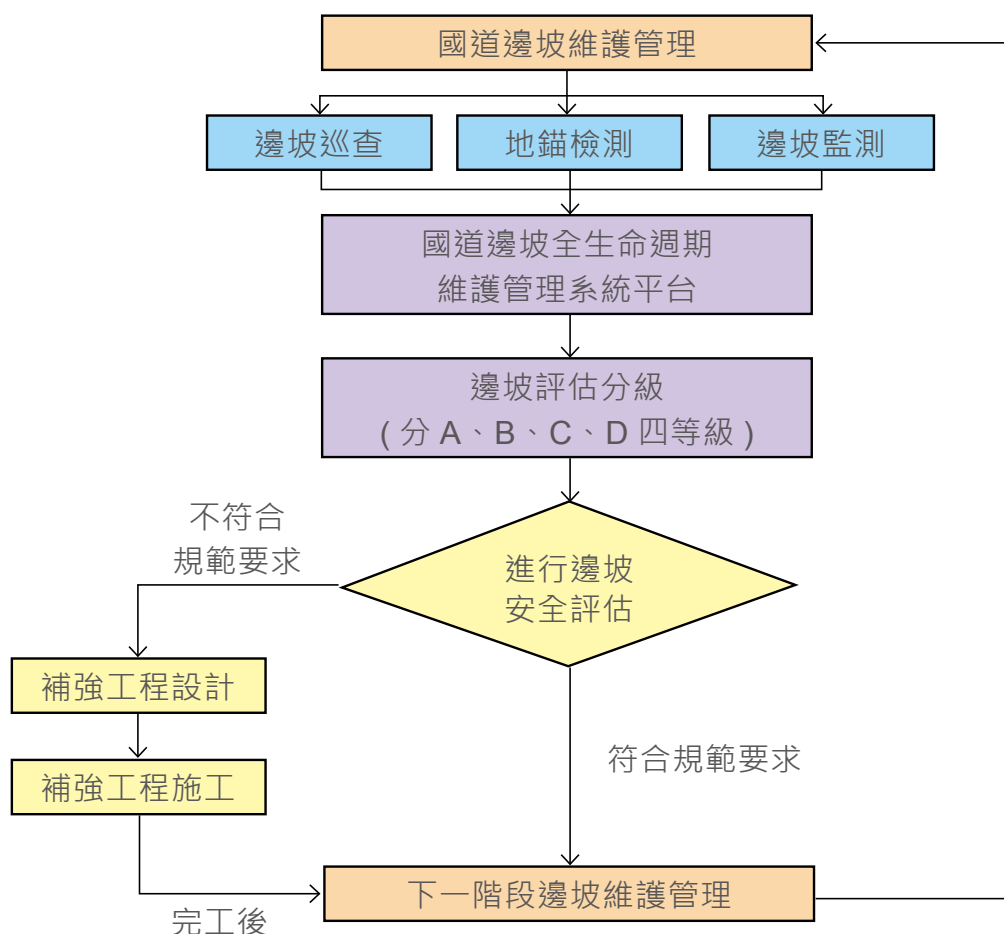 國道邊坡維護管理
邊坡巡查
地錨檢測
邊坡監測
國道邊坡全生命週期
維護管理系統平台
邊坡評估分級
( 分 A、B、C、D 四等級 )
不符合
規範要求
進行邊坡
安全評估
補強工程設計
補強工程施工
符合規範要求
下一階段邊坡維護管理
完工後